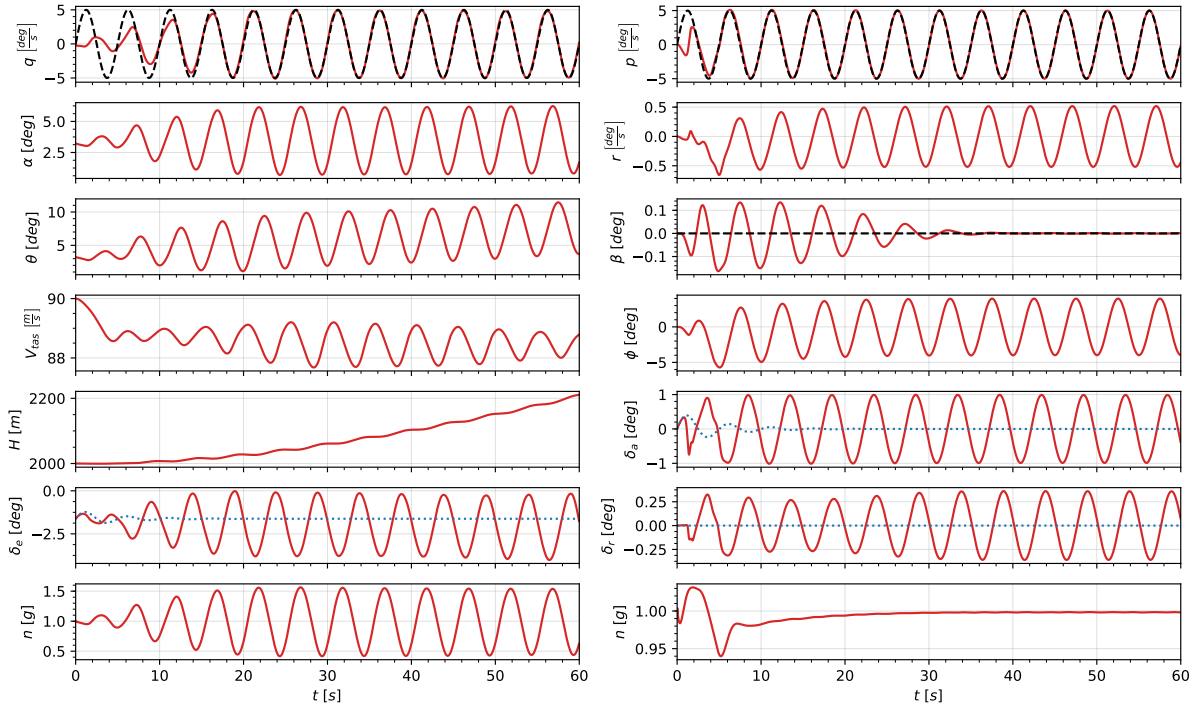 5
0
−5
q [deg/s]
5.0
2.5
α [deg]
10
5
θ [deg]
90
88
V_tas [m/s]
2200
2000
H [m]
0.0
−2.5
δ_e [deg]
1.5
1.0
0.5
n [g]
0 10 20 30 40 50 60
t [s]
5
0
−5
p [deg/s]
0.5
0.0
−0.5
r [deg/s]
0.1
0.0
−0.1
β [deg]
0
−5
ϕ [deg]
1
0
−1
δ_a [deg]
0.25
0.00
−0.25
δ_r [deg]
1.00
0.95
n [g]
0 10 20 30 40 50 60
t [s]